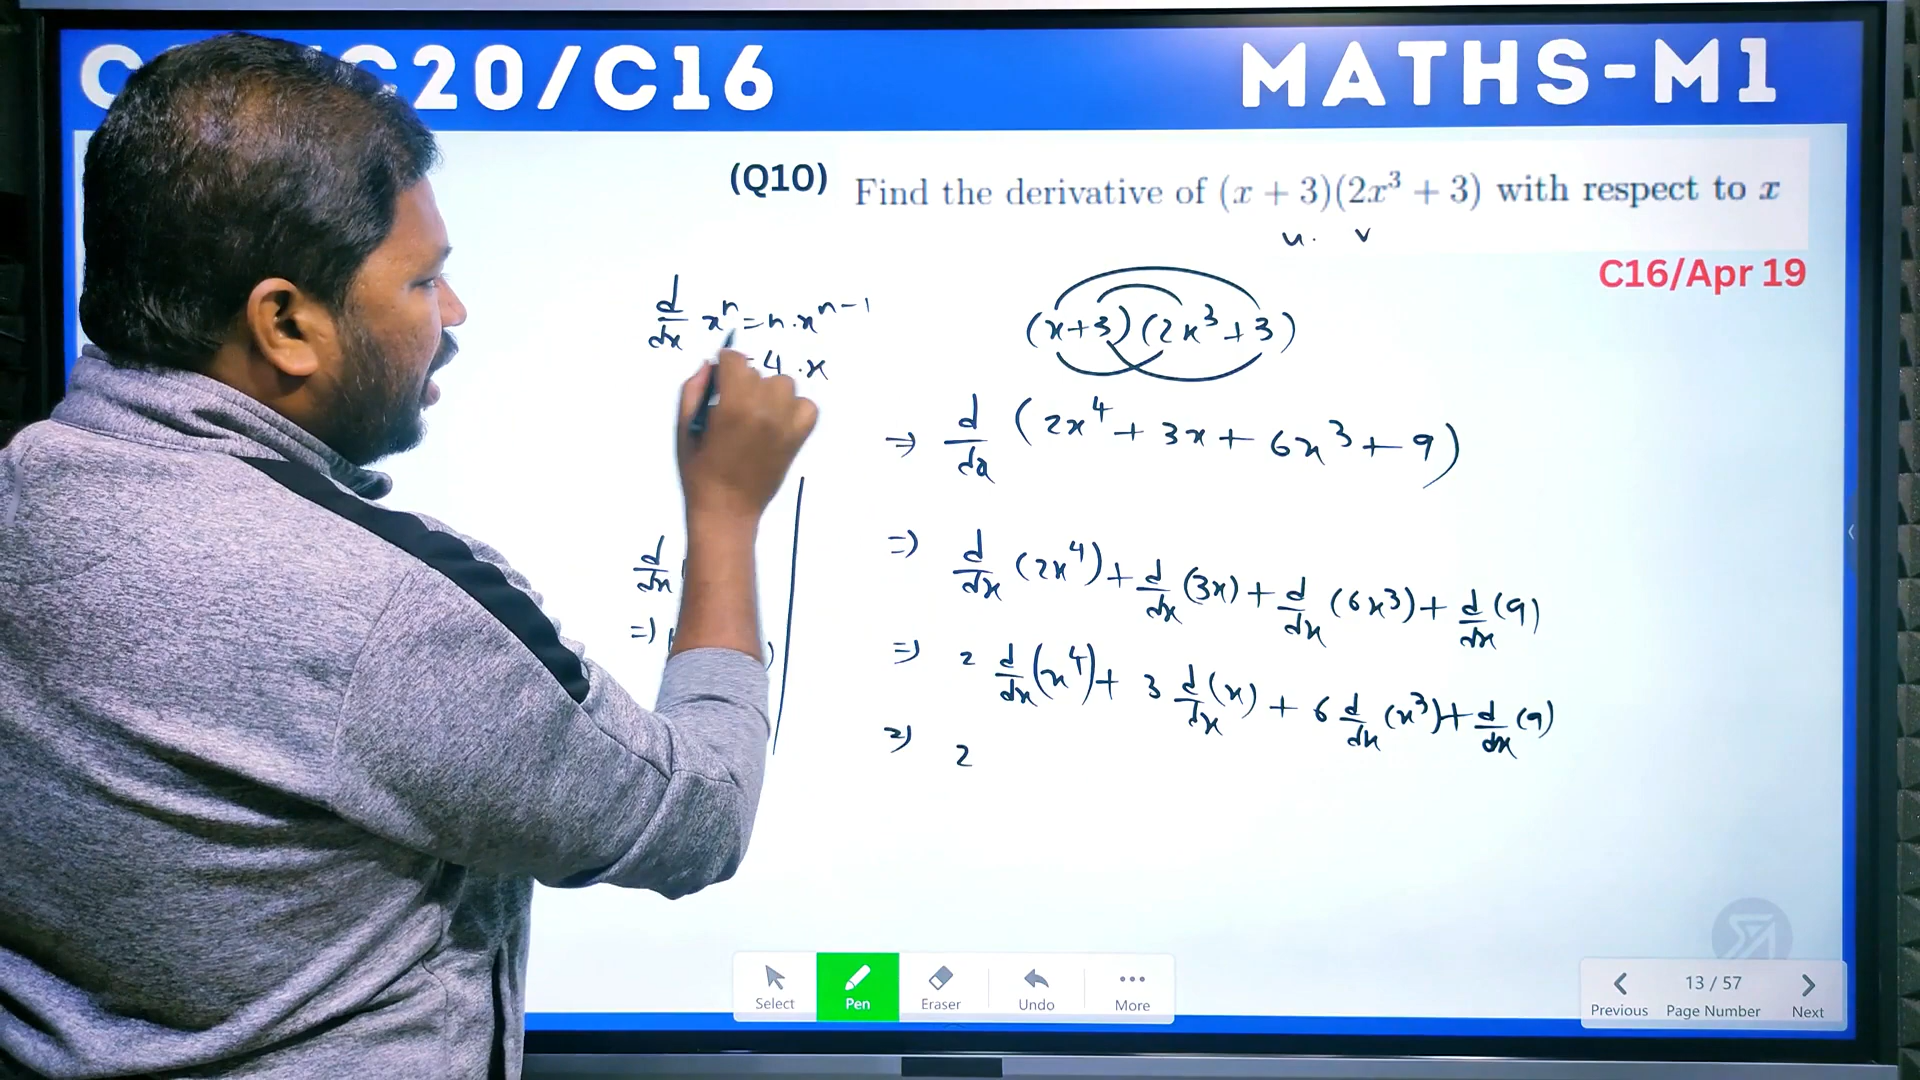 C20/C16 MATHS-M1
(Q10) Find the derivative of (x + 3)(2x³ + 3) with respect to x
u. v
C16/Apr 19
d/dx xⁿ = n.xⁿ⁻¹
= 4.x
(x+3)(2x³+3)
⇒ d/dx (2x⁴ + 3x + 6x³ + 9)
d/dx
⇒ d/dx (2x⁴) + d/dx (3x) + d/dx (6x³) + d/dx (9)
⇒
⇒ 2 d/dx (x⁴) + 3 d/dx (x) + 6 d/dx (x³) + d/dx (9)
⇒ 2
Select Pen Eraser Undo More
Previous 13 / 57 Page Number Next